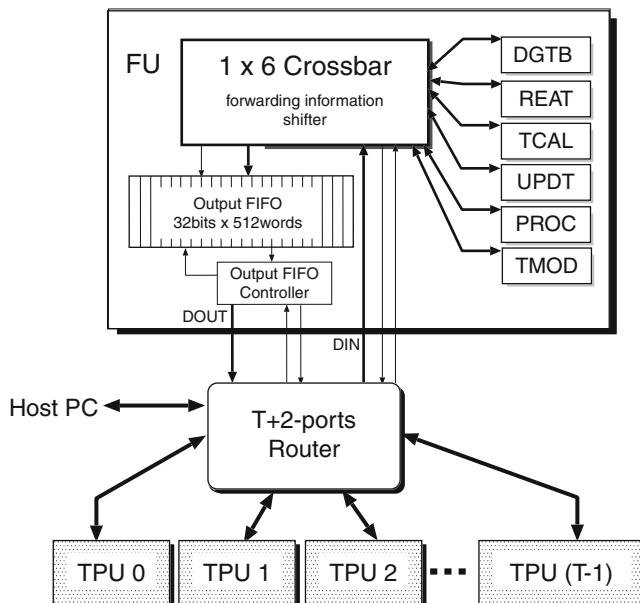 FU
1 x 6 Crossbar
forwarding information
shifter
DGTB
REAT
TCAL
UPDT
PROC
TMOD
Output FIFO
32bits x 512words
Output FIFO
Controller
DOUT
DIN
Host PC
T+2-ports
Router
TPU 0
TPU 1
TPU 2
TPU (T-1)